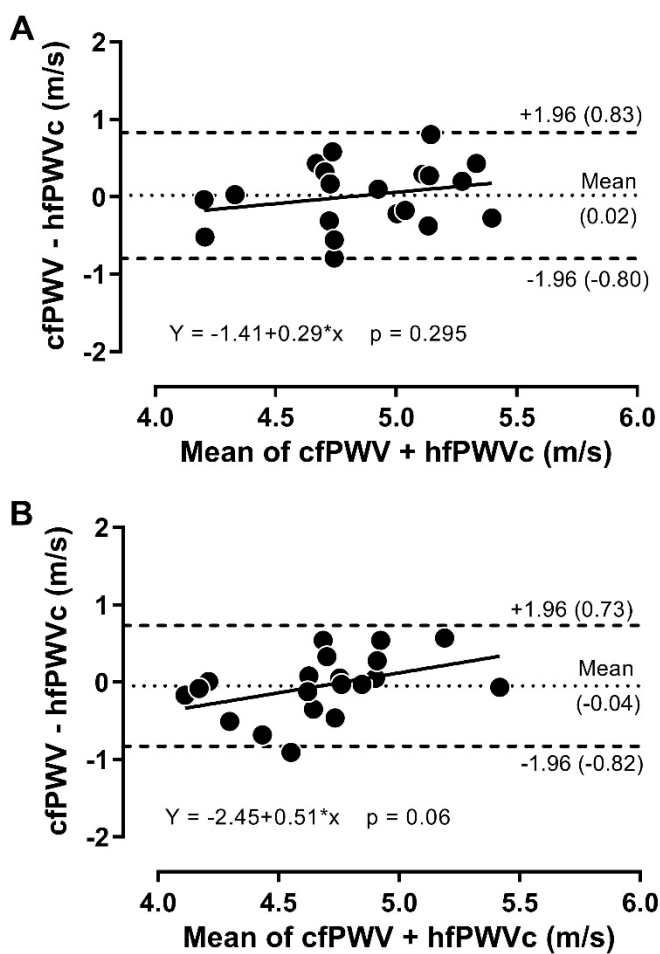 A
cfPWV - hfPWVc (m/s)
2
1
0
-1
-2
+1.96 (0.83)
Mean
(0.02)
-1.96 (-0.80)
Y = -1.41+0.29*x p = 0.295
4.0 4.5 5.0 5.5 6.0
Mean of cfPWV + hfPWVc (m/s)
B
cfPWV - hfPWVc (m/s)
2
1
0
-1
-2
+1.96 (0.73)
Mean
(-0.04)
-1.96 (-0.82)
Y = -2.45+0.51*x p = 0.06
4.0 4.5 5.0 5.5 6.0
Mean of cfPWV + hfPWVc (m/s)